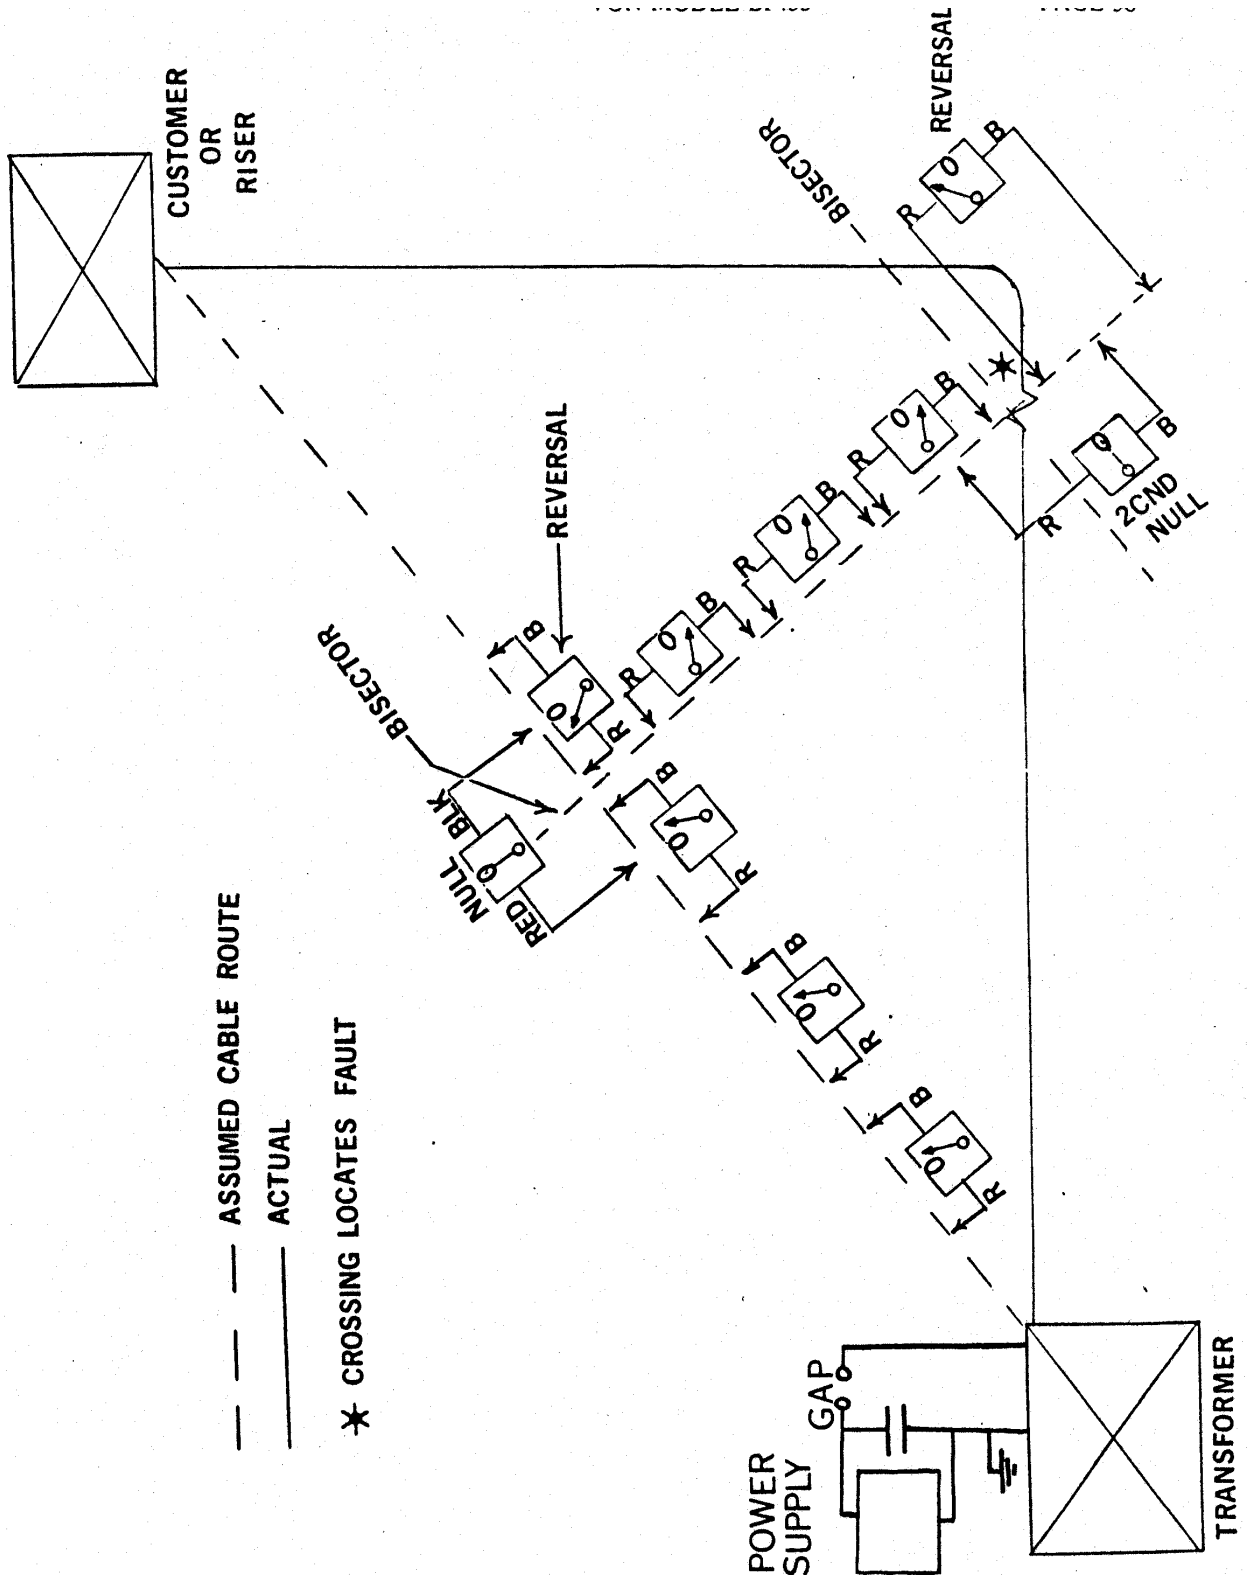 CUSTOMER
OR
RISER
BISECTOR
REVERSAL
R
O
B
— — — ASSUMED CABLE ROUTE
—— ACTUAL
* CROSSING LOCATES FAULT
BISECTOR
REVERSAL
NULL
BLK
RED
O
B
O
R
R
O
B
R
O
B
R
O
B
R
O
B
2CND
NULL
B
O
R
B
O
R
B
O
R
POWER
SUPPLY
GAP
TRANSFORMER